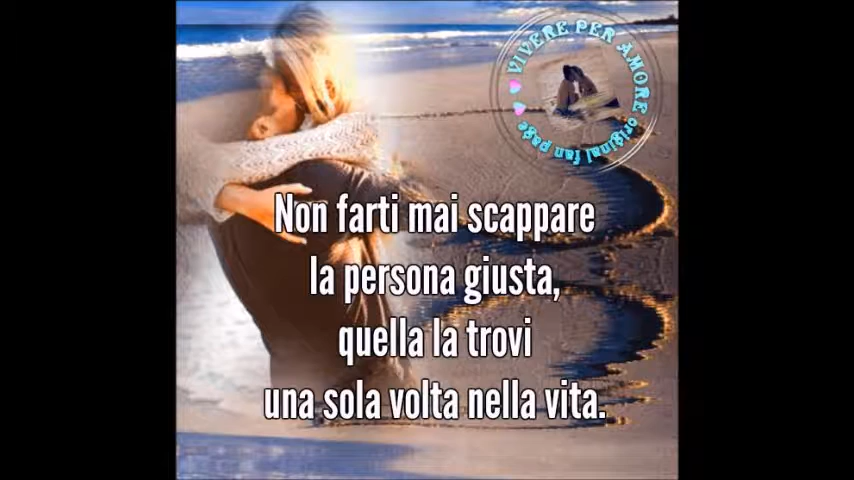 VIVERE PER AMORE
original fan page
Non farti mai scappare
la persona giusta,
quella la trovi
una sola volta nella vita.